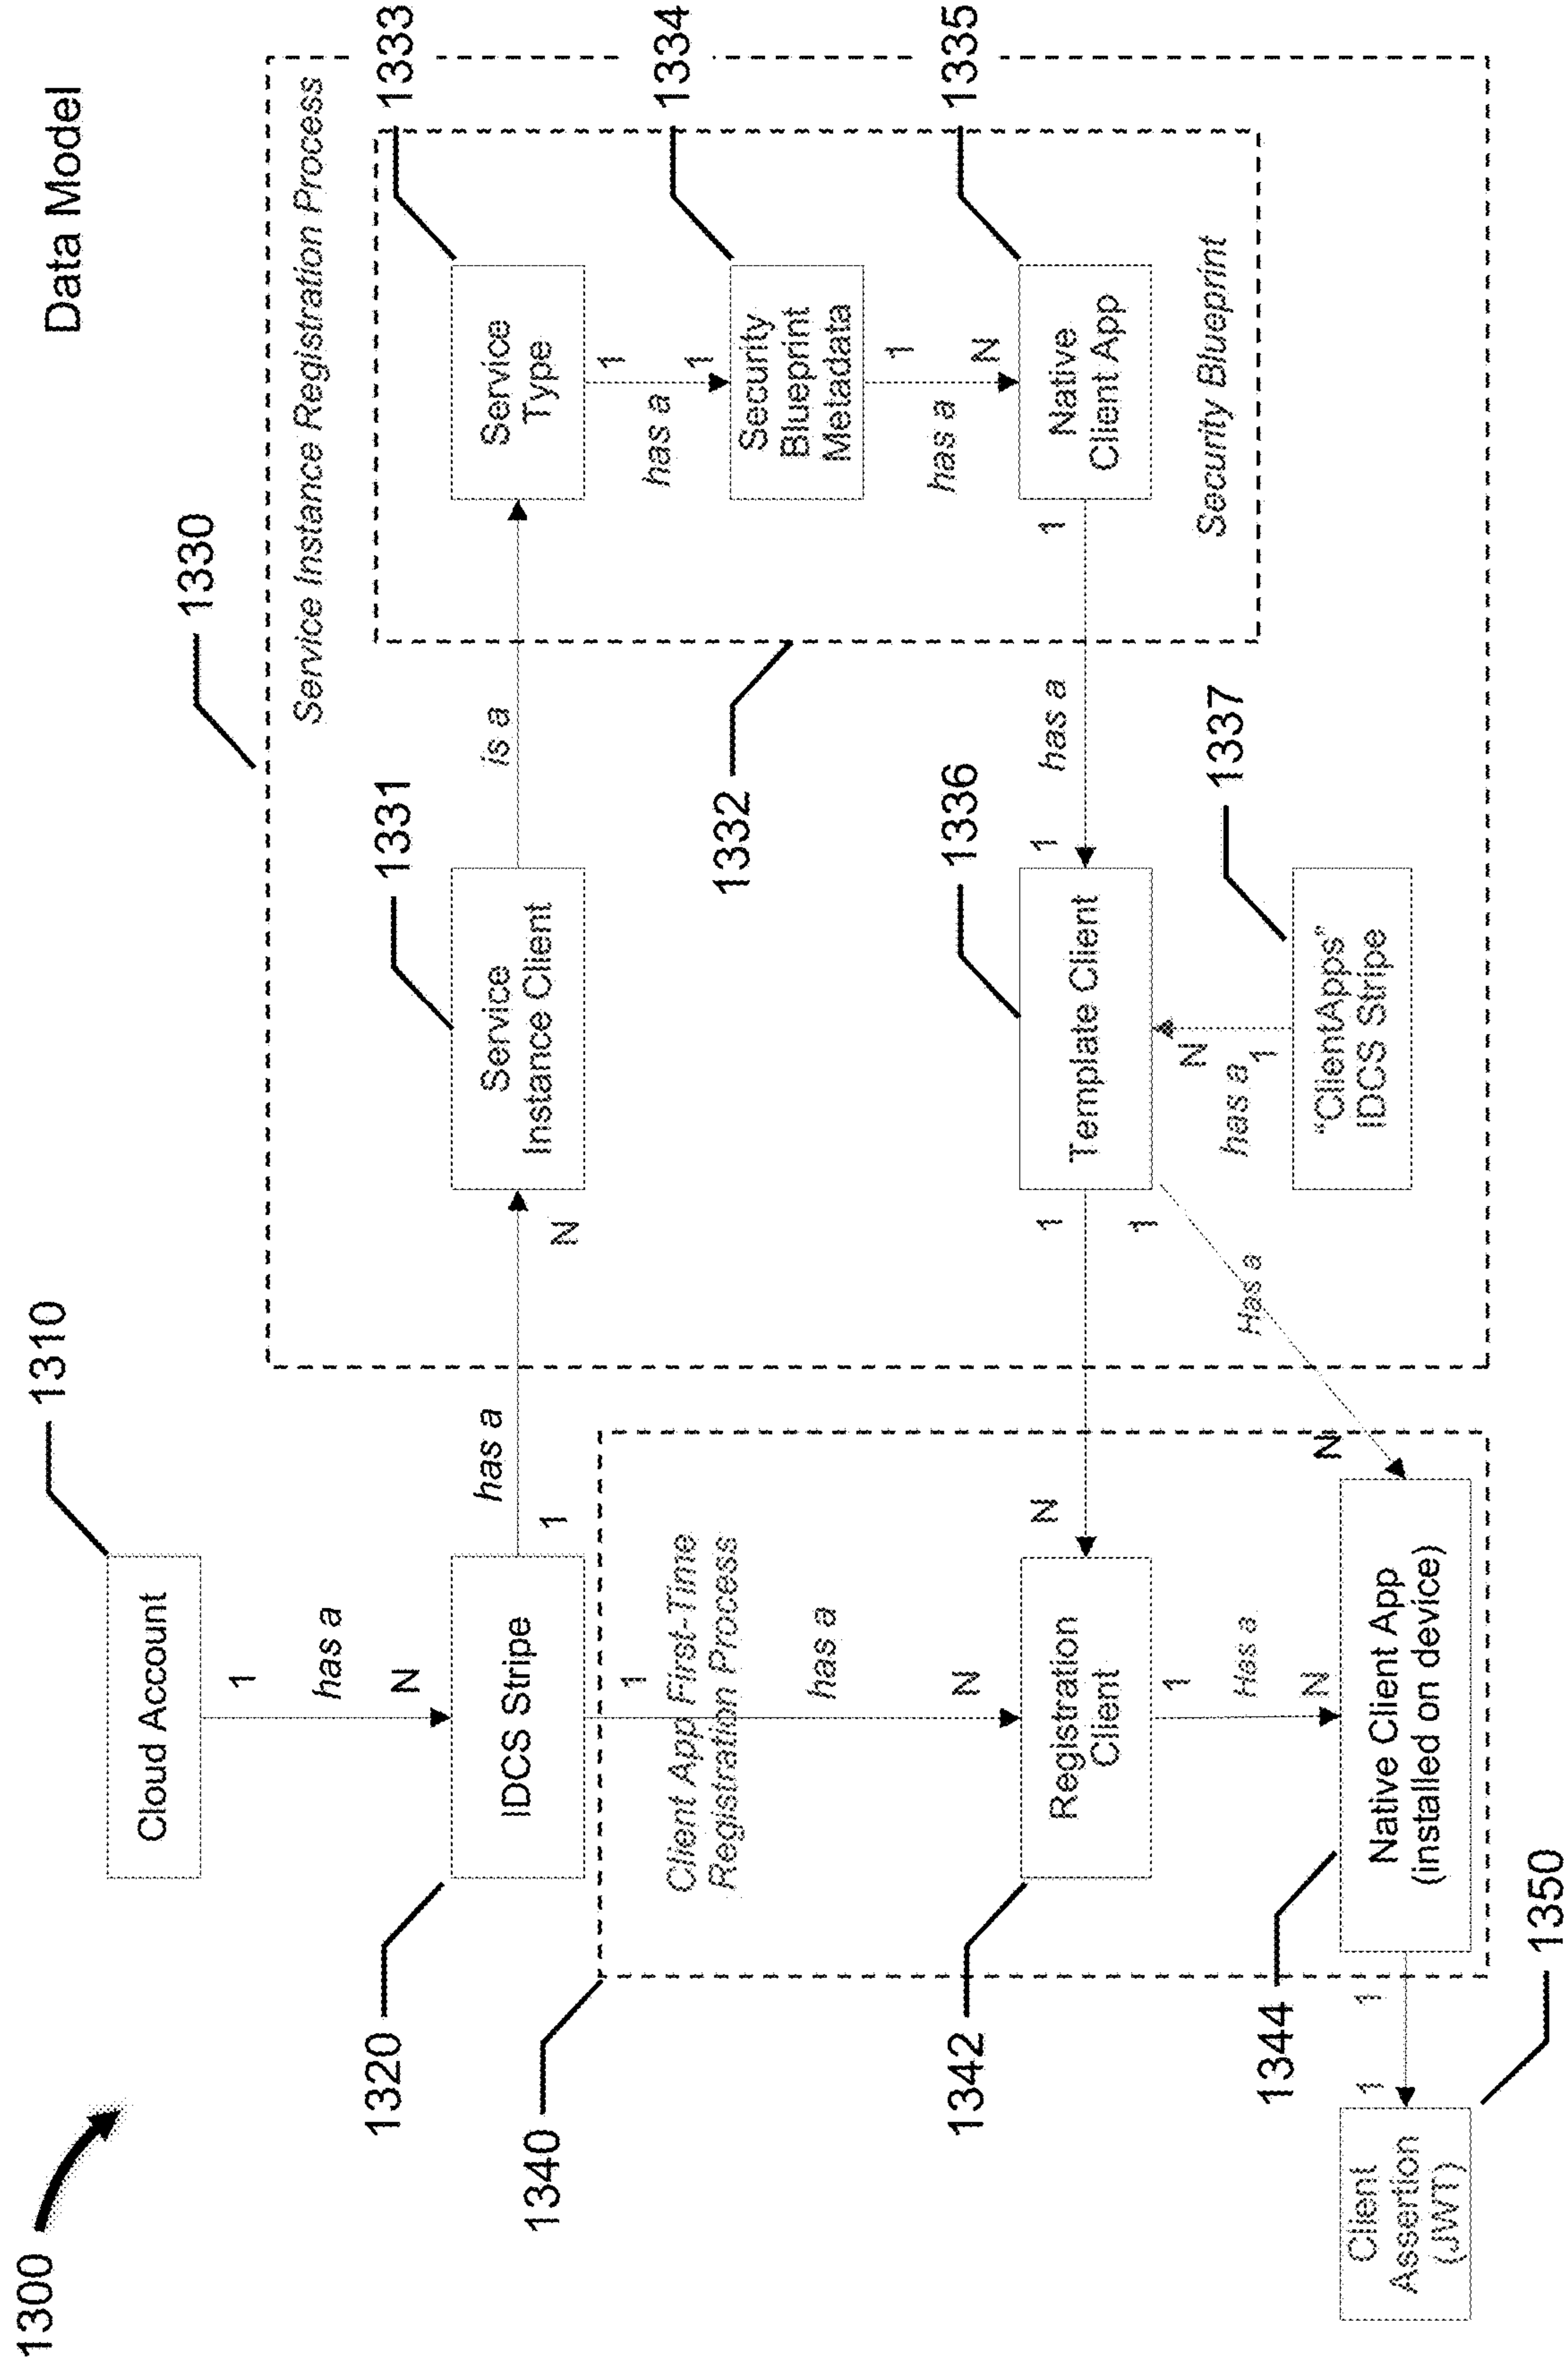 Data Model
1300
1310
Cloud Account
1
has a
N
1320
IDCS Stripe
1
has a
N
1330
Service Instance Registration Process
1331
Service
Instance Client
is a
1332
1333
Service
Type
1
has a
1
1334
Security
Blueprint
Metadata
1
has a
N
1335
Native
Client App
Security Blueprint
1
has a
1
1336
Template Client
N
has a
1
1337
"ClientApps"
IDCS Stripe
1
N
1
Has a
N
1340
1
Client App First-Time
Registration Process
has a
N
1342
Registration
Client
1
Has a
N
1344
Native Client App
(installed on device)
1
1
1350
Client
Assertion
(JWT)